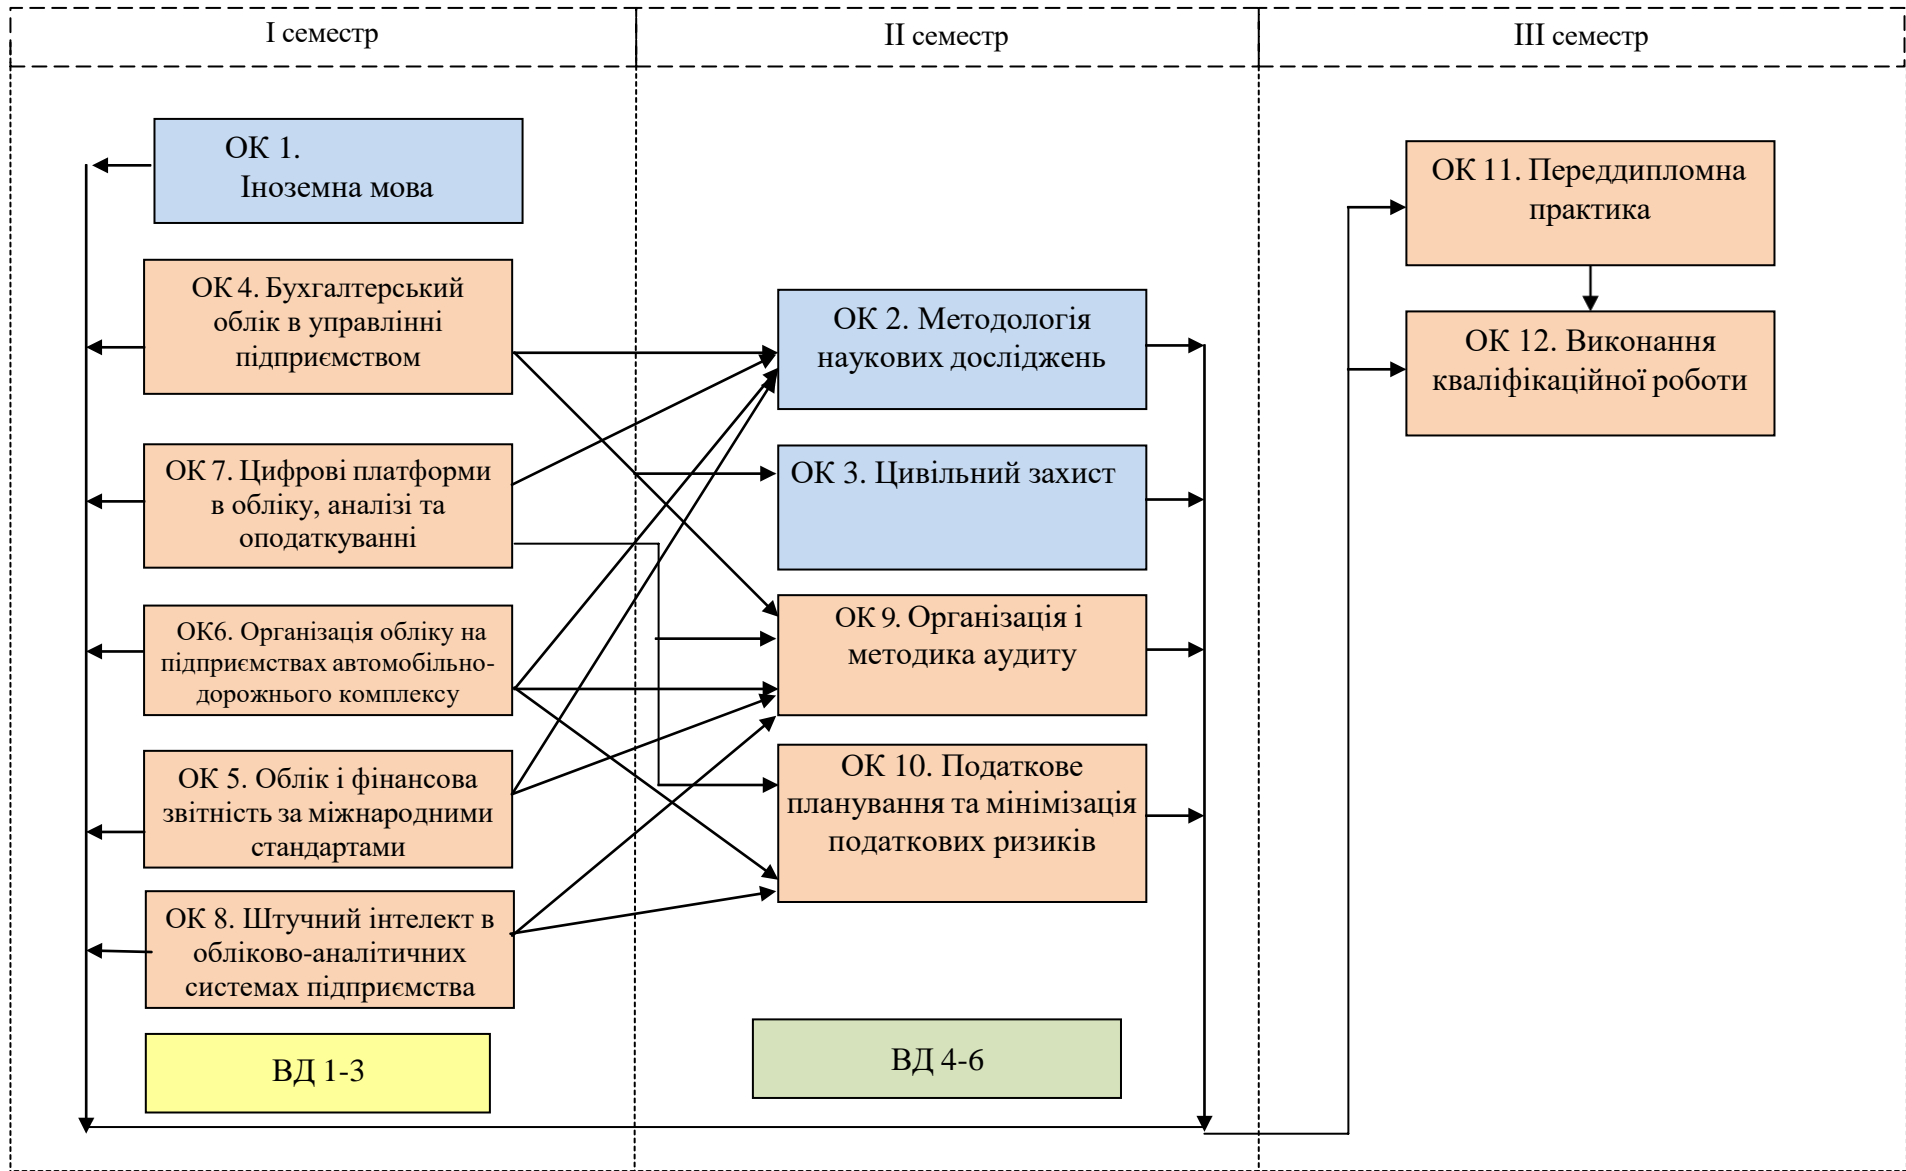 I семестр
II семестр
III семестр
ОК 1.
Іноземна мова
ОК 4. Бухгалтерський
облік в управлінні
підприємством
ОК 7. Цифрові платформи
в обліку, аналізі та
оподаткуванні
ОК6. Організація обліку на
підприємствах автомобільно-
дорожнього комплексу
ОК 5. Облік і фінансова
звітність за міжнародними
стандартами
ОК 8. Штучний інтелект в
обліково-аналітичних
системах підприємства
ВД 1-3
ОК 2. Методологія
наукових досліджень
ОК 3. Цивільний захист
ОК 9. Організація і
методика аудиту
ОК 10. Податкове
планування та мінімізація
податкових ризиків
ВД 4-6
ОК 11. Переддипломна
практика
ОК 12. Виконання
кваліфікаційної роботи